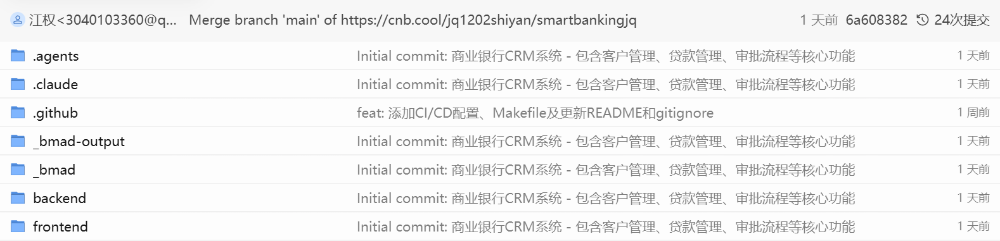 江权<3040103360@q... Merge branch 'main' of https://cnb.cool/jq1202shiyan/smartbankingjq 1 天前 6a608382 24次提交
.agents Initial commit: 商业银行CRM系统 - 包含客户管理、贷款管理、审批流程等核心功能 1 天前
.claude Initial commit: 商业银行CRM系统 - 包含客户管理、贷款管理、审批流程等核心功能 1 天前
.github feat: 添加CI/CD配置、Makefile及更新README和gitignore 1 周前
_bmad-output Initial commit: 商业银行CRM系统 - 包含客户管理、贷款管理、审批流程等核心功能 1 天前
_bmad Initial commit: 商业银行CRM系统 - 包含客户管理、贷款管理、审批流程等核心功能 1 天前
backend Initial commit: 商业银行CRM系统 - 包含客户管理、贷款管理、审批流程等核心功能 1 天前
frontend Initial commit: 商业银行CRM系统 - 包含客户管理、贷款管理、审批流程等核心功能 1 天前